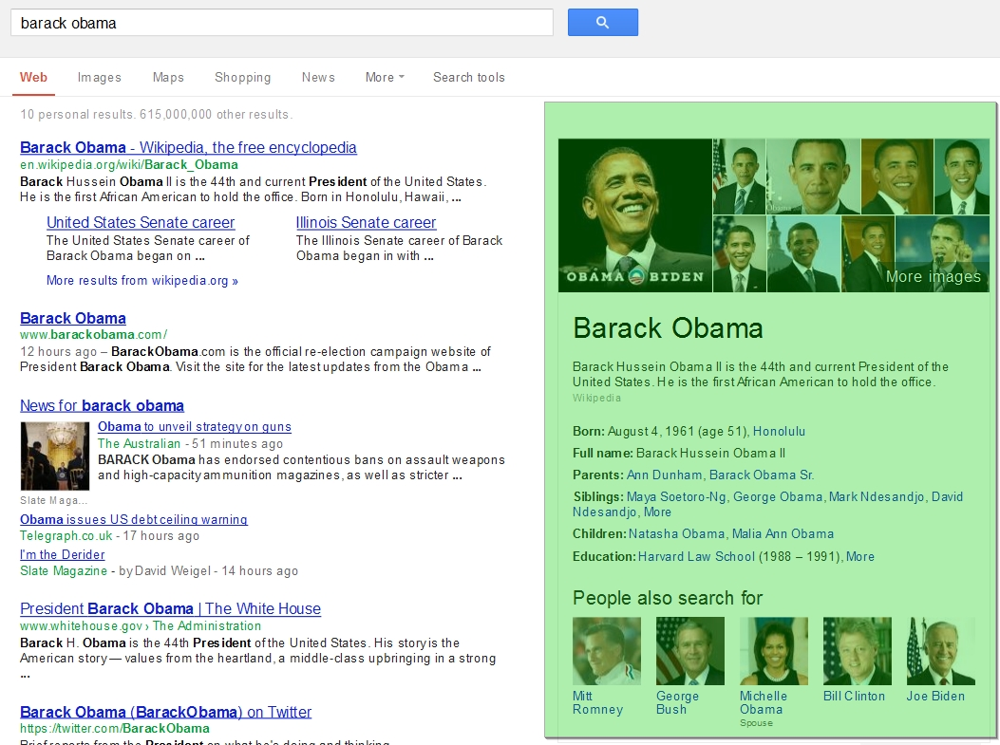 barack obama
Web Images Maps Shopping News More Search tools
10 personal results. 615,000,000 other results.
Barack Obama - Wikipedia, the free encyclopedia
en.wikipedia.org/wiki/Barack_Obama
Barack Hussein Obama II is the 44th and current President of the United States.
He is the first African American to hold the office. Born in Honolulu, Hawaii, ...
United States Senate career
The United States Senate career of
Barack Obama began on ...
Illinois Senate career
The Illinois Senate career of Barack
Obama began in with ...
More results from wikipedia.org »
Barack Obama
www.barackobama.com/
12 hours ago – BarackObama.com is the official re-election campaign website of
President Barack Obama. Visit the site for the latest updates from the Obama ...
News for barack obama
Obama to unveil strategy on guns
The Australian - 51 minutes ago
BARACK Obama has endorsed contentious bans on assault weapons
and high-capacity ammunition magazines, as well as stricter ...
Slate Maga...
Obama issues US debt ceiling warning
Telegraph.co.uk - 17 hours ago
I'm the Derider
Slate Magazine - by David Weigel - 14 hours ago
President Barack Obama | The White House
www.whitehouse.gov › The Administration
Barack H. Obama is the 44th President of the United States. His story is the
American story — values from the heartland, a middle-class upbringing in a strong
...
Barack Obama (BarackObama) on Twitter
https://twitter.com/BarackObama
Brief reports from the President on what he's doing and thinking.
OBAMA BIDEN
Obama
More images
Barack Obama
Barack Hussein Obama II is the 44th and current President of the
United States. He is the first African American to hold the office.
Wikipedia
Born: August 4, 1961 (age 51), Honolulu
Full name: Barack Hussein Obama II
Parents: Ann Dunham, Barack Obama Sr.
Siblings: Maya Soetoro-Ng, George Obama, Mark Ndesandjo, David
Ndesandjo, More
Children: Natasha Obama, Malia Ann Obama
Education: Harvard Law School (1988 – 1991), More
People also search for
Mitt
Romney
George
Bush
Michelle
Obama
Spouse
Bill Clinton
Joe Biden